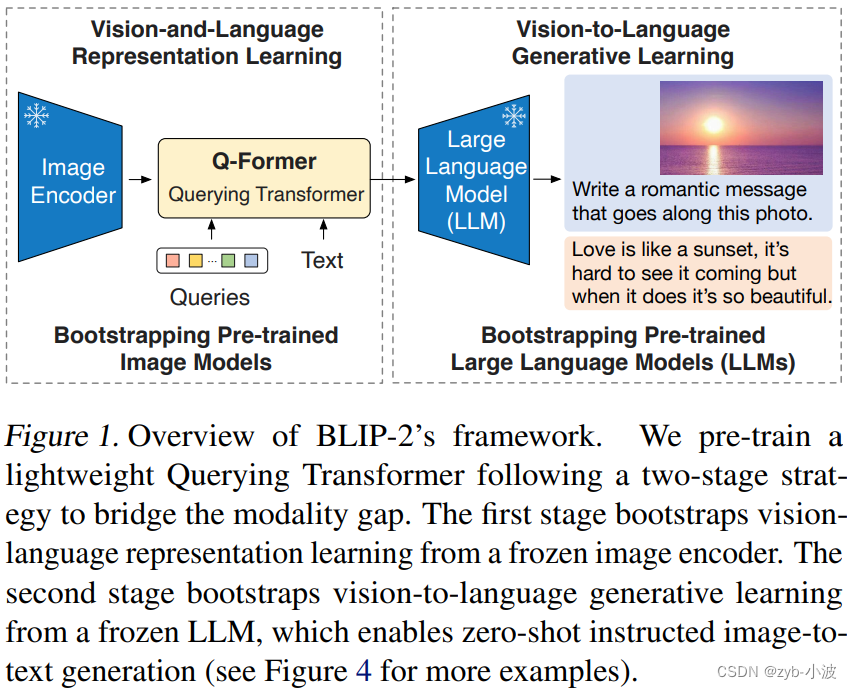 Vision-and-Language
Representation Learning
Image
Encoder
Q-Former
Querying Transformer
...
Queries
Text
Bootstrapping Pre-trained
Image Models
Vision-to-Language
Generative Learning
Large
Language
Model
(LLM)
Write a romantic message
that goes along this photo.
Love is like a sunset, it's
hard to see it coming but
when it does it's so beautiful.
Bootstrapping Pre-trained
Large Language Models (LLMs)
Figure 1. Overview of BLIP-2's framework. We pre-train a
lightweight Querying Transformer following a two-stage strat-
egy to bridge the modality gap. The first stage bootstraps vision-
language representation learning from a frozen image encoder. The
second stage bootstraps vision-to-language generative learning
from a frozen LLM, which enables zero-shot instructed image-to-
text generation (see Figure 4 for more examples).
CSDN @zyb-小波